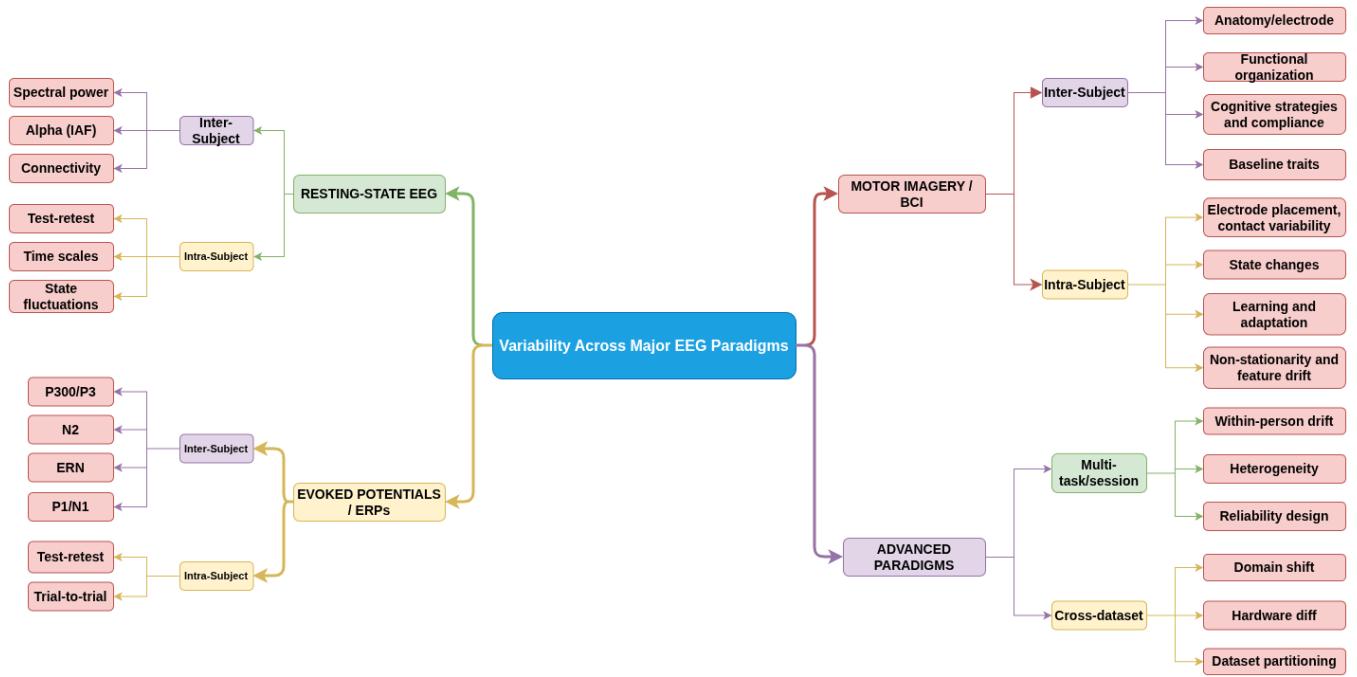 Variability Across Major EEG Paradigms
RESTING-STATE EEG
Inter-
Subject
Spectral power
Alpha (IAF)
Connectivity
Intra-Subject
Test-retest
Time scales
State
fluctuations
EVOKED POTENTIALS
/ ERPs
Inter-Subject
P300/P3
N2
ERN
P1/N1
Intra-Subject
Test-retest
Trial-to-trial
MOTOR IMAGERY /
BCI
Inter-Subject
Anatomy/electrode
Functional
organization
Cognitive strategies
and compliance
Baseline traits
Intra-Subject
Electrode placement,
contact variability
State changes
Learning and
adaptation
Non-stationarity and
feature drift
ADVANCED
PARADIGMS
Multi-
task/session
Within-person drift
Heterogeneity
Reliability design
Cross-dataset
Domain shift
Hardware diff
Dataset partitioning